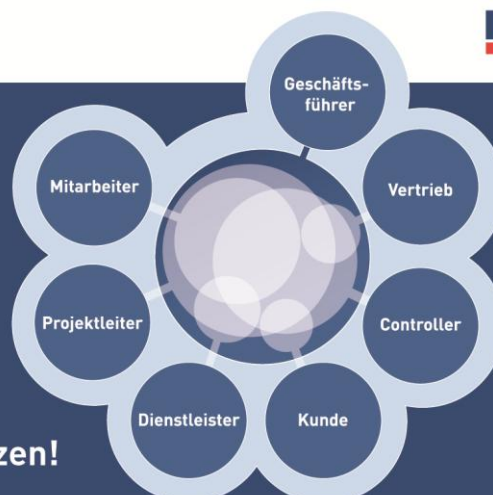 Geschäfts-
führer
Mitarbeiter
Vertrieb
Projektleiter
Controller
Dienstleister
Kunde
zen!